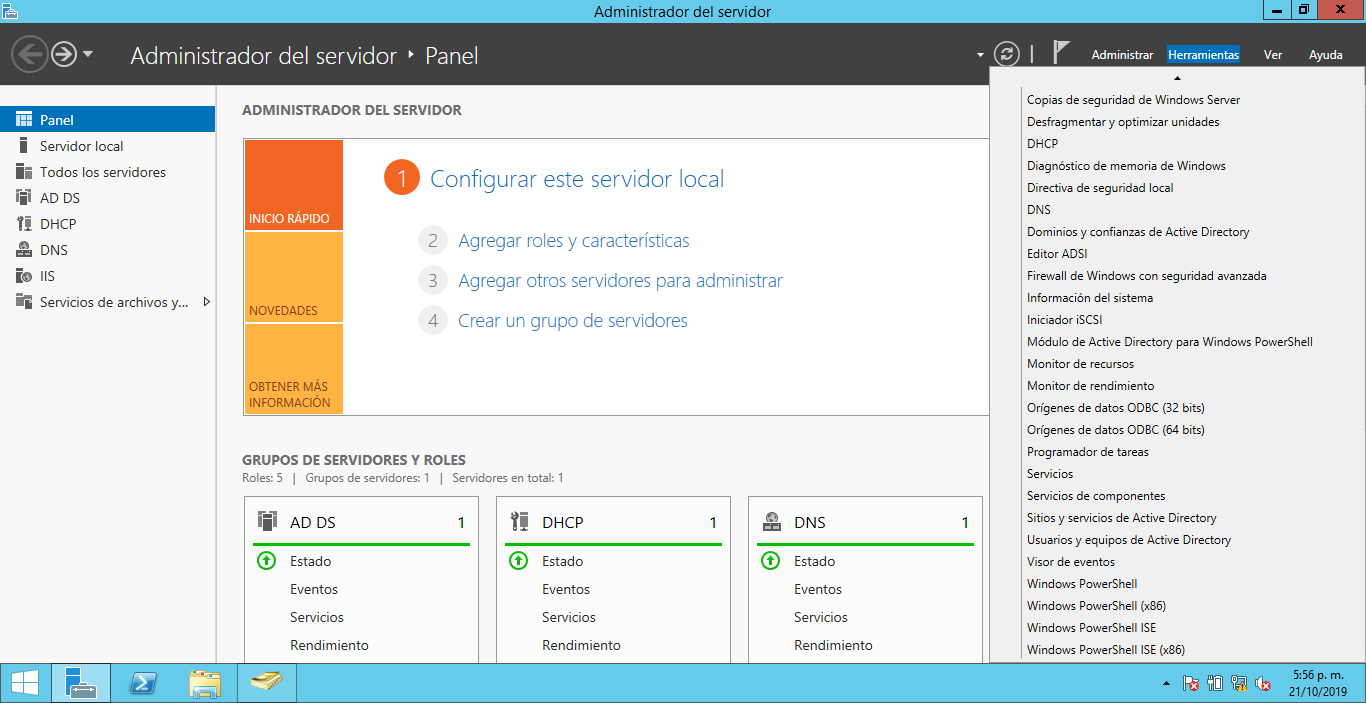 Administrador del servidor
Administrador del servidor ‣ Panel
Administrar Herramientas Ver Ayuda
Panel
Servidor local
Todos los servidores
AD DS
DHCP
DNS
IIS
Servicios de archivos y...
ADMINISTRADOR DEL SERVIDOR
INICIO RÁPIDO
NOVEDADES
OBTENER MÁS
INFORMACIÓN
1 Configurar este servidor local
2 Agregar roles y características
3 Agregar otros servidores para administrar
4 Crear un grupo de servidores
GRUPOS DE SERVIDORES Y ROLES
Roles: 5 | Grupos de servidores: 1 | Servidores en total: 1
AD DS 1
Estado
Eventos
Servicios
Rendimiento
DHCP 1
Estado
Eventos
Servicios
Rendimiento
DNS 1
Estado
Eventos
Servicios
Rendimiento
Copias de seguridad de Windows Server
Desfragmentar y optimizar unidades
DHCP
Diagnóstico de memoria de Windows
Directiva de seguridad local
DNS
Dominios y confianzas de Active Directory
Editor ADSI
Firewall de Windows con seguridad avanzada
Información del sistema
Iniciador iSCSI
Módulo de Active Directory para Windows PowerShell
Monitor de recursos
Monitor de rendimiento
Orígenes de datos ODBC (32 bits)
Orígenes de datos ODBC (64 bits)
Programador de tareas
Servicios
Servicios de componentes
Sitios y servicios de Active Directory
Usuarios y equipos de Active Directory
Visor de eventos
Windows PowerShell
Windows PowerShell (x86)
Windows PowerShell ISE
Windows PowerShell ISE (x86)
5:56 p. m.
21/10/2019